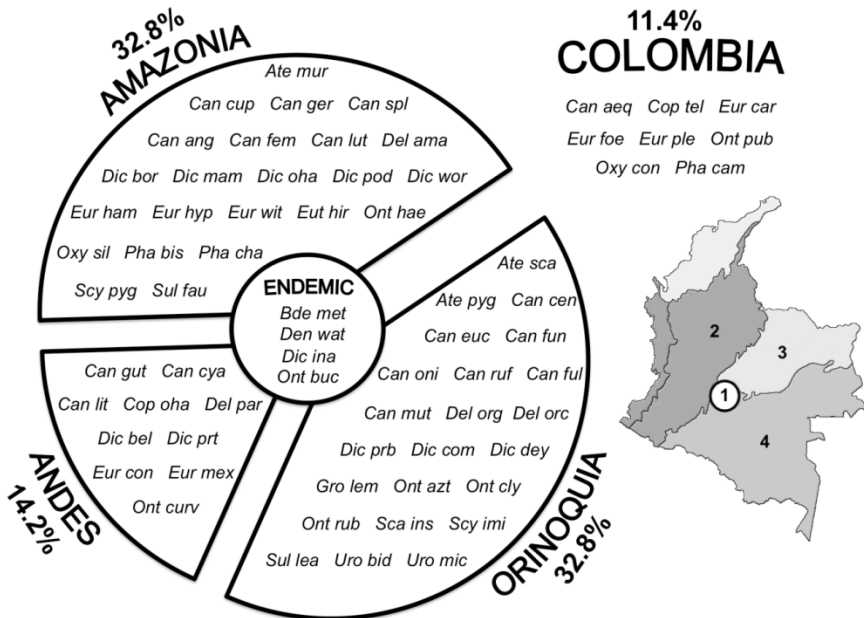 32.8%
AMAZONIA
Ate mur
Can cup Can ger Can spl
Can ang Can fem Can lut Del ama
Dic bor Dic mam Dic oha Dic pod Dic wor
Eur ham Eur hyp Eur wit Eut hir Ont hae
Oxy sil Pha bis Pha cha
Scy pyg Sul fau
11.4%
COLOMBIA
Can aeq Cop tel Eur car
Eur foe Eur ple Ont pub
Oxy con Pha cam
ENDEMIC
Bde met
Den wat
Dic ina
Ont buc
Can gut Can cya
Can lit Cop oha Del par
Dic bel Dic prt
Eur con Eur mex
Ont curv
ANDES
14.2%
Ate sca
Ate pyg Can cen
Can euc Can fun
Can oni Can ruf Can ful
Can mut Del org Del orc
Dic prb Dic com Dic dey
Gro lem Ont azt Ont cly
Ont rub Sca ins Scy imi
Sul lea Uro bid Uro mic
ORINOQUIA
32.8%
2
3
1
4